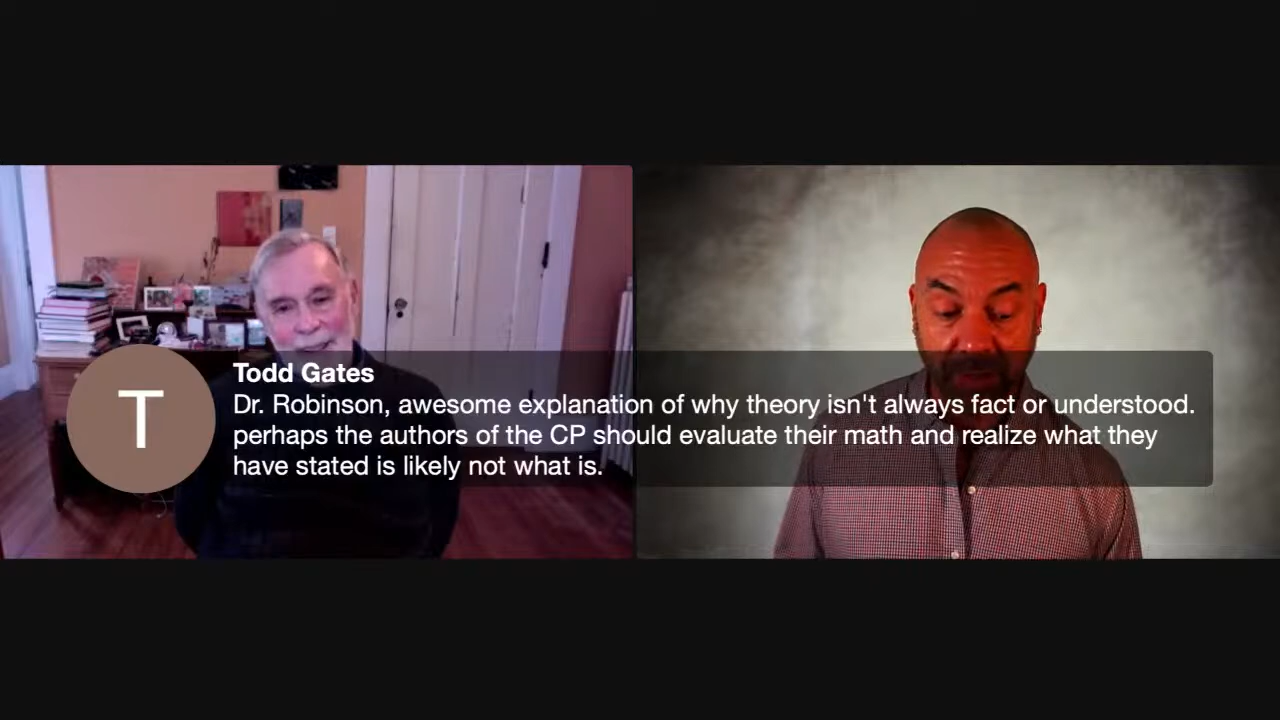 T
Todd Gates
Dr. Robinson, awesome explanation of why theory isn't always fact or understood.
perhaps the authors of the CP should evaluate their math and realize what they
have stated is likely not what is.